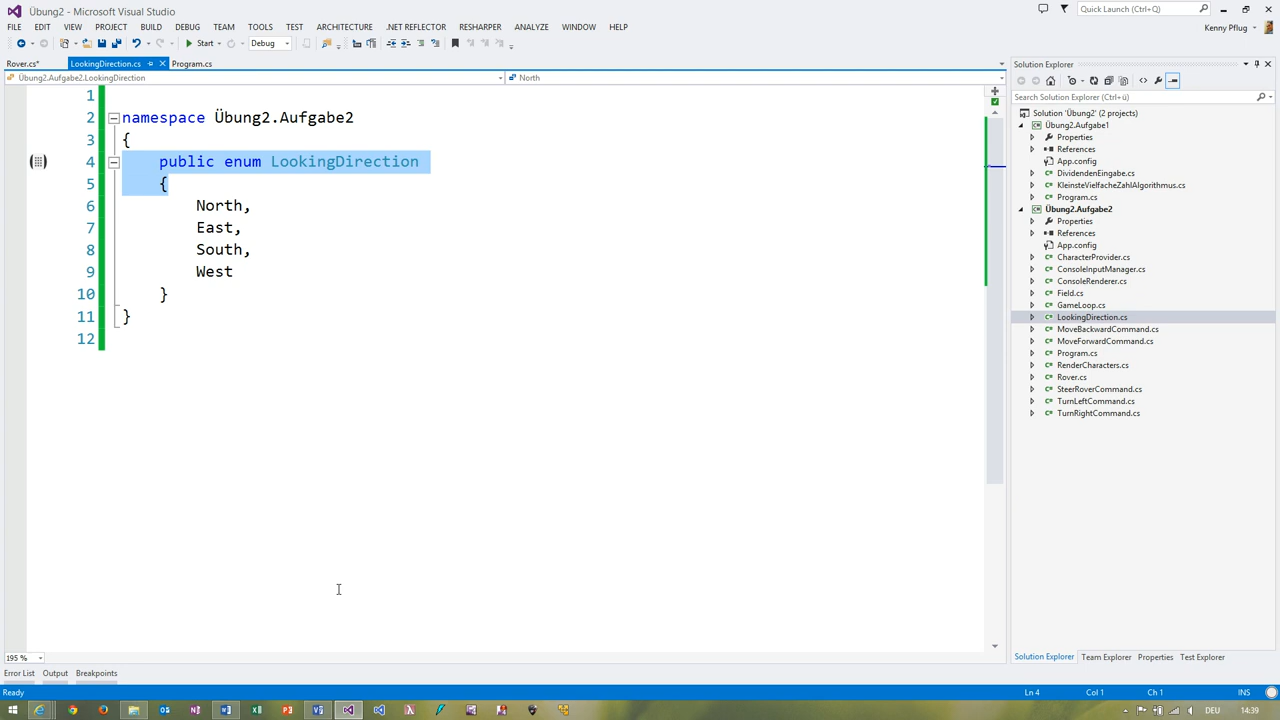 Übung2 - Microsoft Visual Studio
Quick Launch (Ctrl+Q)
FILE EDIT VIEW PROJECT BUILD DEBUG TEAM TOOLS TEST ARCHITECTURE .NET REFLECTOR RESHARPER ANALYZE WINDOW HELP
Kenny Pflug
Start
Debug
Rover.cs* LookingDirection.cs Program.cs
Übung2.Aufgabe2.LookingDirection
North
1
2 namespace Übung2.Aufgabe2
3 {
4 public enum LookingDirection
5 {
6 North,
7 East,
8 South,
9 West
10 }
11 }
12
195 %
Solution Explorer
Search Solution Explorer (Ctrl+ü)
Solution 'Übung2' (2 projects)
Übung2.Aufgabe1
Properties
References
App.config
DividendenEingabe.cs
KleinsteVielfacheZahlAlgorithmus.cs
Program.cs
Übung2.Aufgabe2
Properties
References
App.config
CharacterProvider.cs
ConsoleInputManager.cs
ConsoleRenderer.cs
Field.cs
GameLoop.cs
LookingDirection.cs
MoveBackwardCommand.cs
MoveForwardCommand.cs
Program.cs
RenderCharacters.cs
Rover.cs
SteerRoverCommand.cs
TurnLeftCommand.cs
TurnRightCommand.cs
Solution Explorer Team Explorer Properties Test Explorer
Error List Output Breakpoints
Ready
Ln 4 Col 1 Ch 1 INS
DEU 14:39